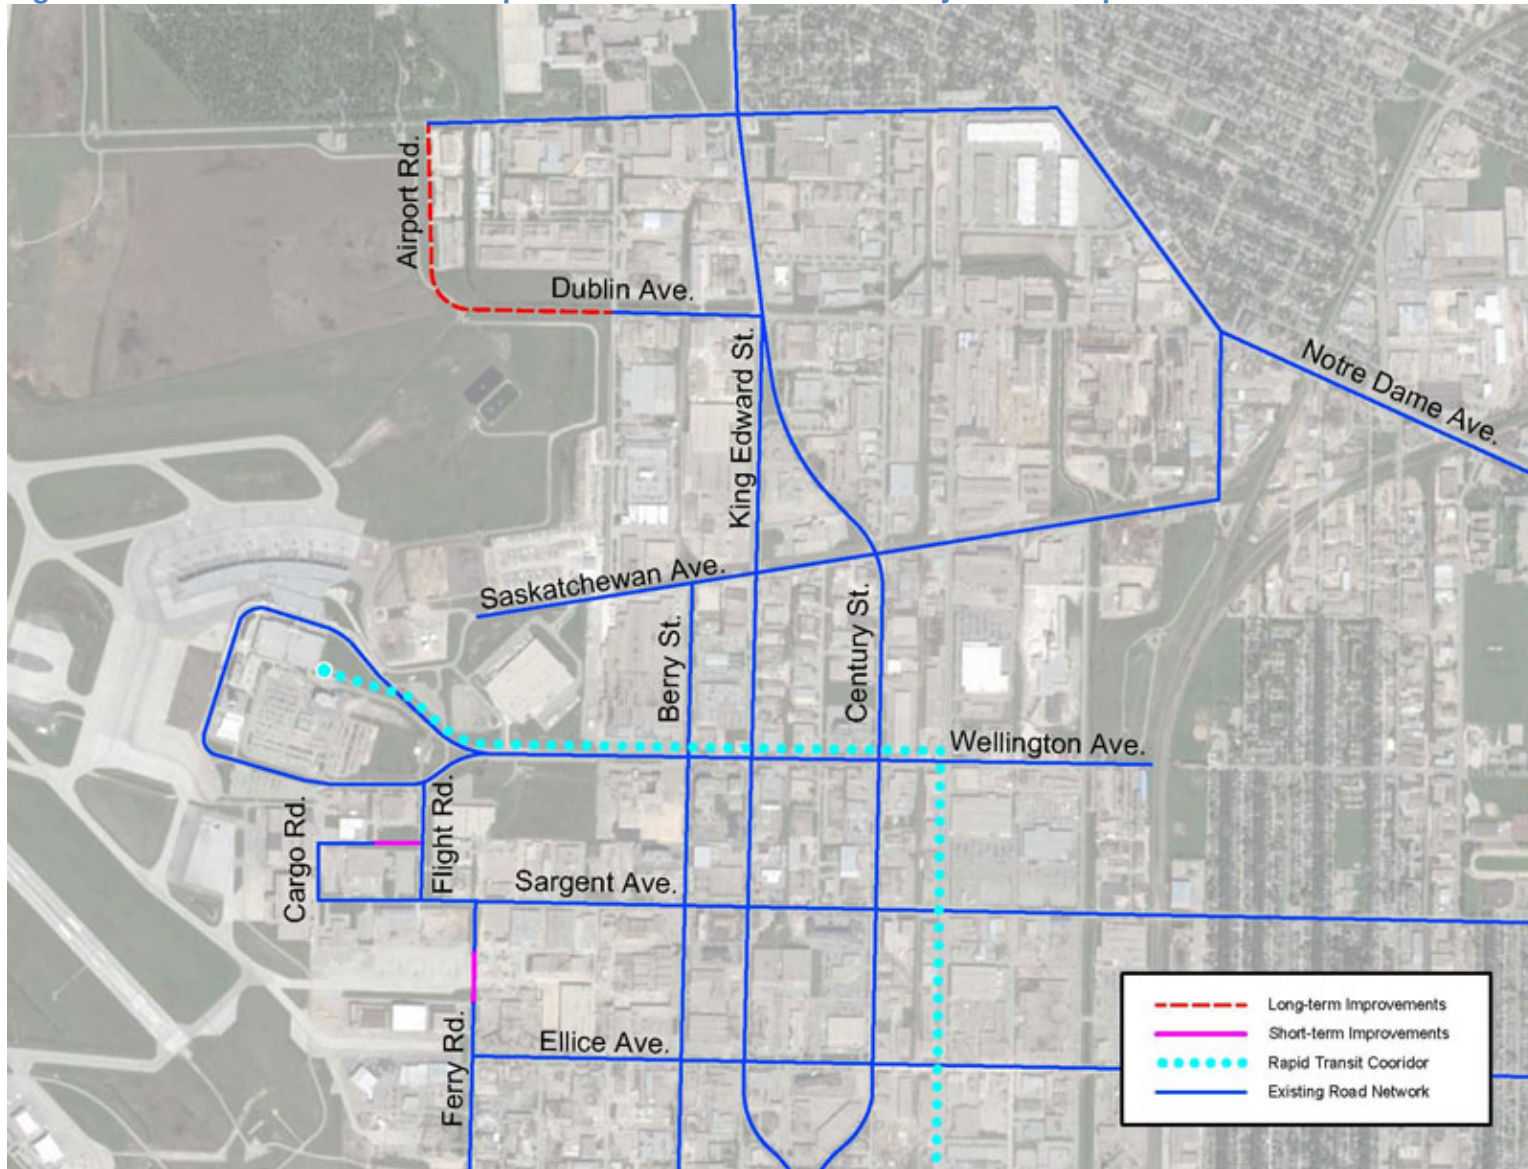 Airport Rd.
Dublin Ave.
King Edward St.
Notre Dame Ave.
Saskatchewan Ave.
Berry St.
Century St.
Wellington Ave.
Cargo Rd.
Flight Rd.
Sargent Ave.
Ferry Rd.
Ellice Ave.
Long-term Improvements
Short-term Improvements
Rapid Transit Cooridor
Existing Road Network